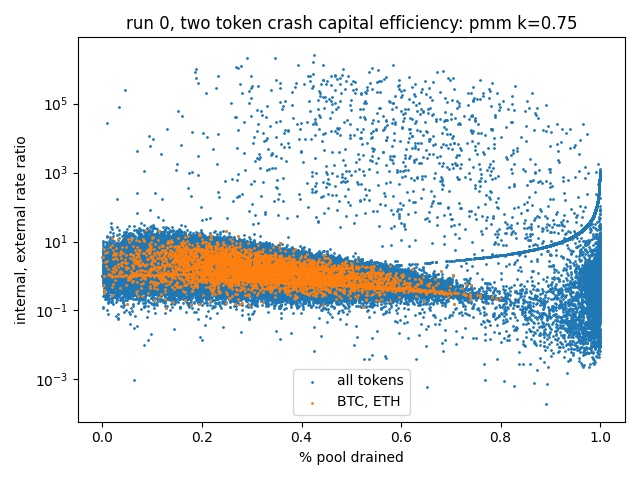 run 0, two token crash capital efficiency: pmm k=0.75
internal, external rate ratio
10^5
10^3
10^1
10^-1
10^-3
all tokens
BTC, ETH
0.0 0.2 0.4 0.6 0.8 1.0
% pool drained